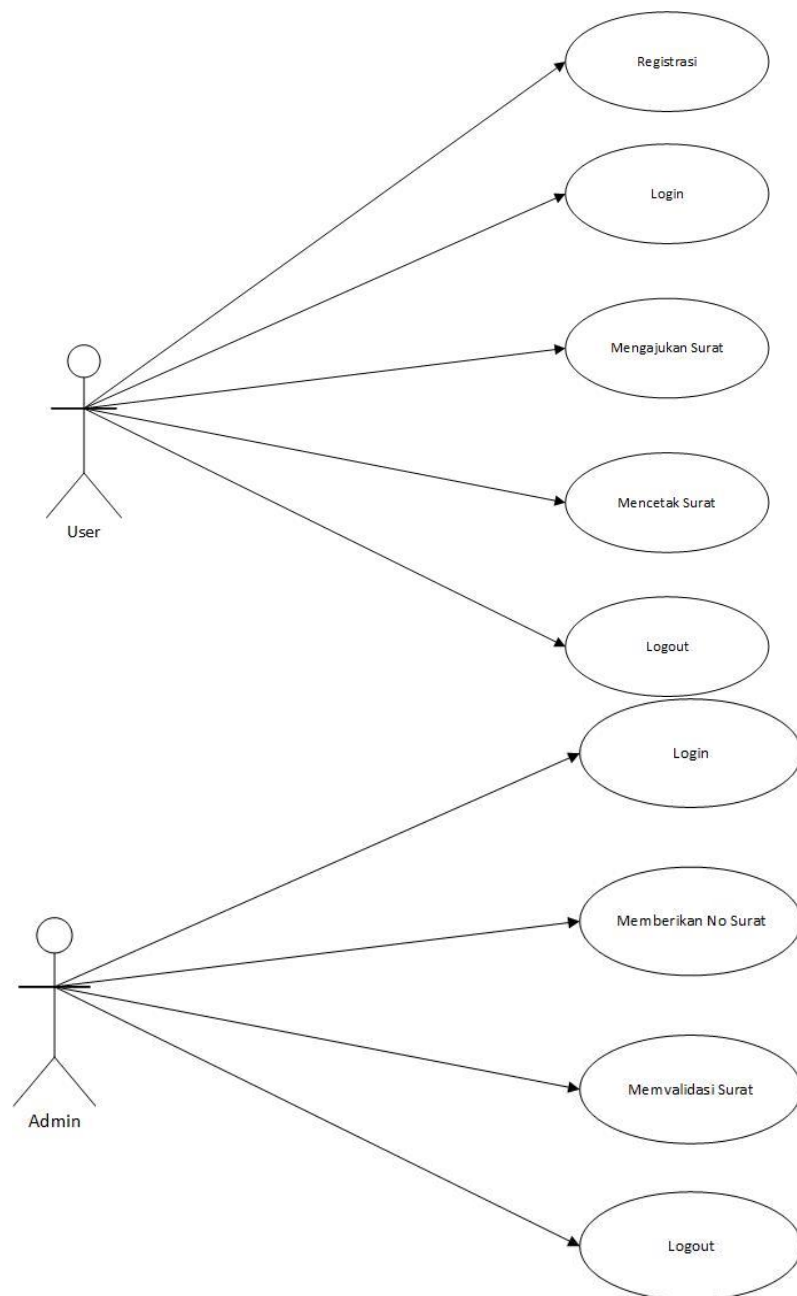 Registrasi
Login
Mengajukan Surat
Mencetak Surat
User
Logout
Login
Memberikan No Surat
Memvalidasi Surat
Admin
Logout